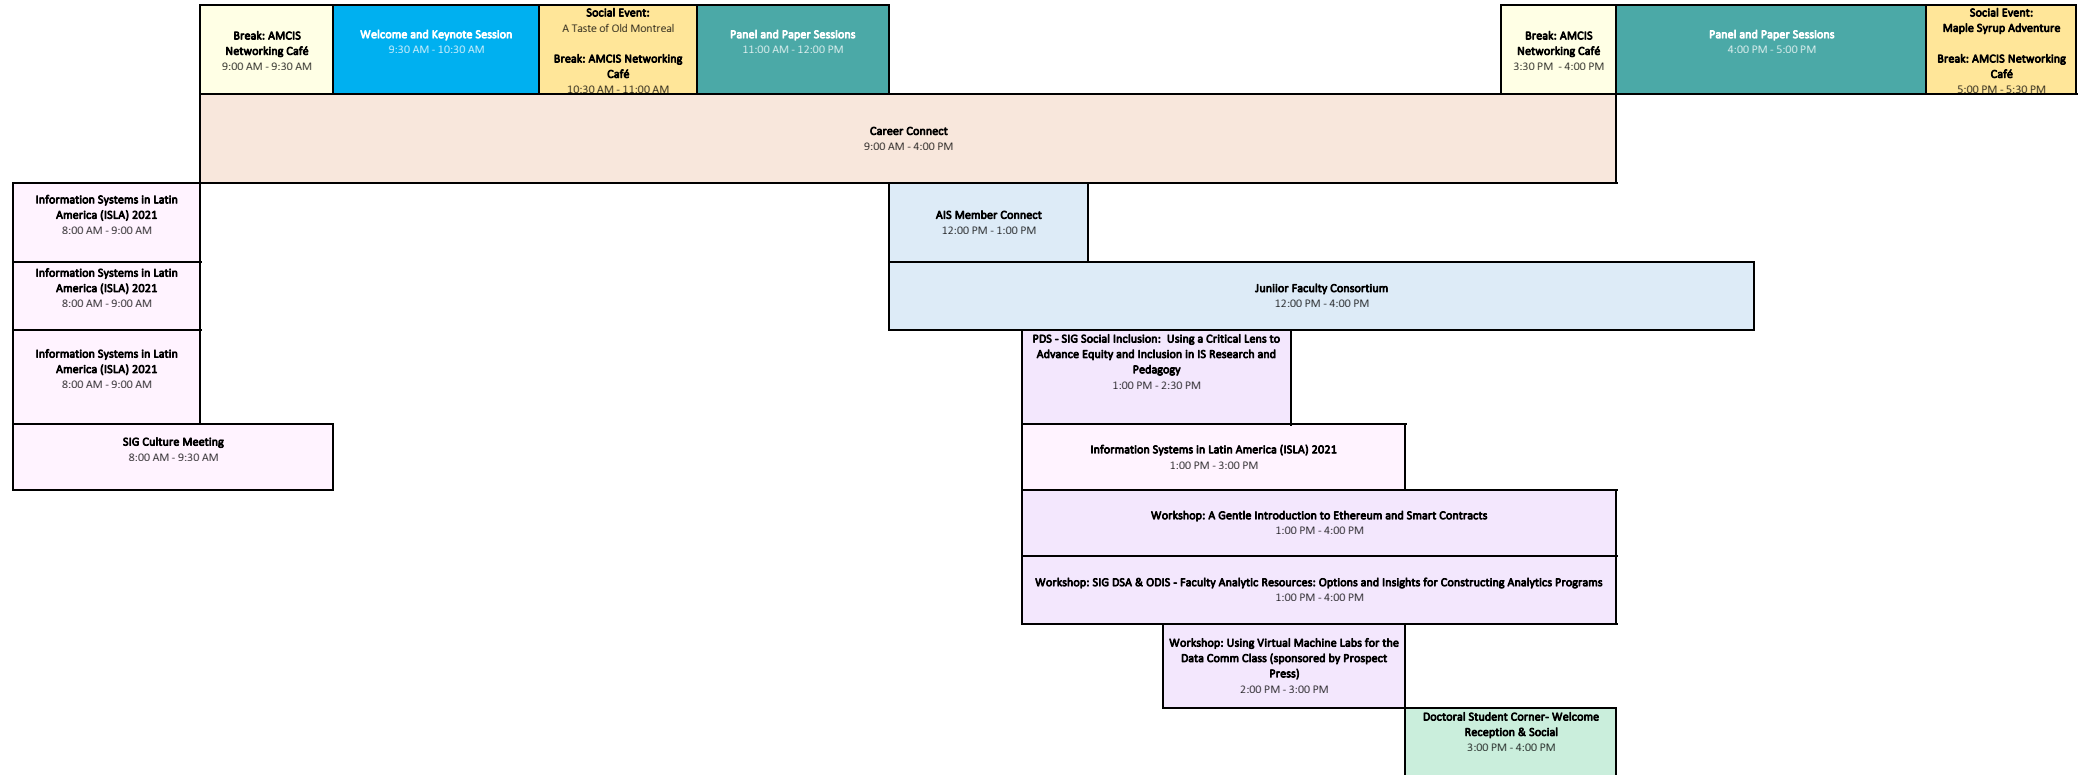 Break: AMCIS
Networking Café
9:00 AM - 9:30 AM
Welcome and Keynote Session
9:30 AM - 10:30 AM
Social Event:
A Taste of Old Montreal
Break: AMCIS Networking
Café
10:30 AM - 11:00 AM
Panel and Paper Sessions
11:00 AM - 12:00 PM
Break: AMCIS
Networking Café
3:30 PM - 4:00 PM
Panel and Paper Sessions
4:00 PM - 5:00 PM
Social Event:
Maple Syrup Adventure
Break: AMCIS Networking
Café
5:00 PM - 5:30 PM
Career Connect
9:00 AM - 4:00 PM
Information Systems in Latin
America (ISLA) 2021
8:00 AM - 9:00 AM
AIS Member Connect
12:00 PM - 1:00 PM
Information Systems in Latin
America (ISLA) 2021
8:00 AM - 9:00 AM
Juniior Faculty Consortium
12:00 PM - 4:00 PM
Information Systems in Latin
America (ISLA) 2021
8:00 AM - 9:00 AM
PDS - SIG Social Inclusion: Using a Critical Lens to
Advance Equity and Inclusion in IS Research and
Pedagogy
1:00 PM - 2:30 PM
SIG Culture Meeting
8:00 AM - 9:30 AM
Information Systems in Latin America (ISLA) 2021
1:00 PM - 3:00 PM
Workshop: A Gentle Introduction to Ethereum and Smart Contracts
1:00 PM - 4:00 PM
Workshop: SIG DSA & ODIS - Faculty Analytic Resources: Options and Insights for Constructing Analytics Programs
1:00 PM - 4:00 PM
Workshop: Using Virtual Machine Labs for the
Data Comm Class (sponsored by Prospect
Press)
2:00 PM - 3:00 PM
Doctoral Student Corner- Welcome
Reception & Social
3:00 PM - 4:00 PM